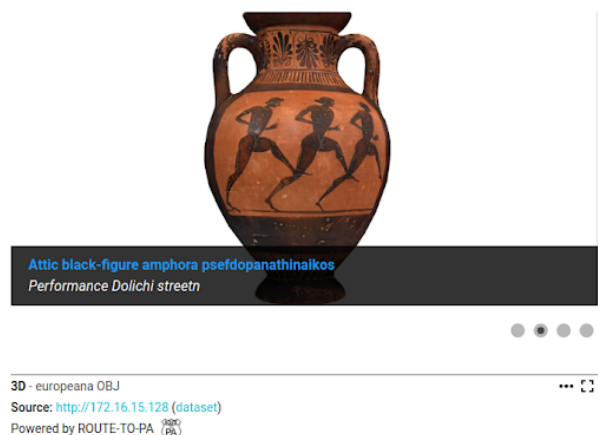 Attic black-figure amphora psefdopanathinaikos
Performance Dolichi streetn
3D - europeana OBJ
Source: http://172.16.15.128 (dataset)
Powered by ROUTE-TO-PA PA